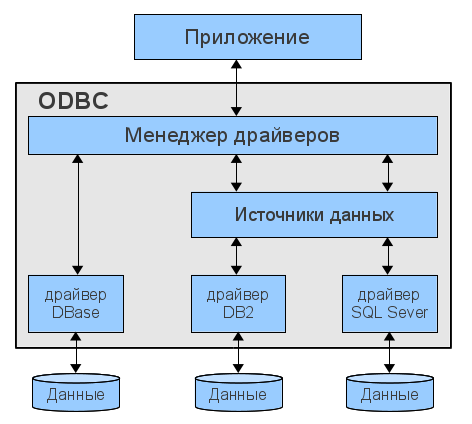 Приложение
ODBC
Менеджер драйверов
Источники данных
драйвер
DBase
драйвер
DB2
драйвер
SQL Sever
Данные
Данные
Данные